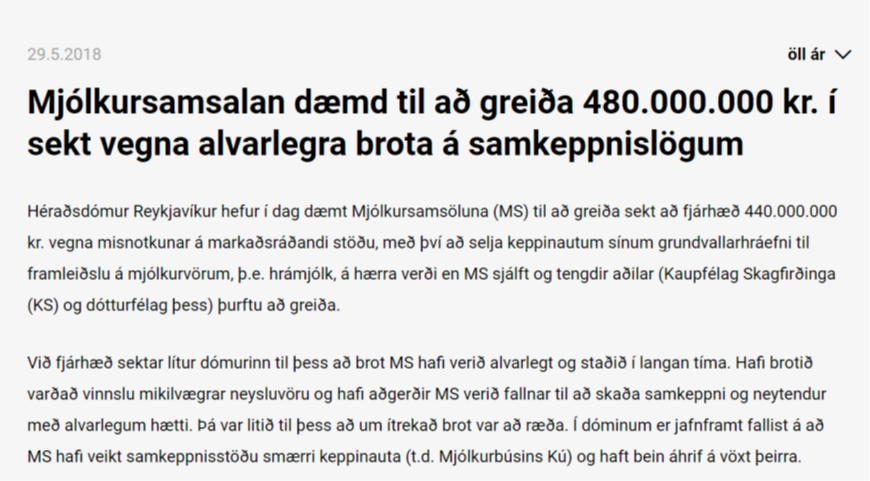 29.5.2018
öll ár
Mjólkursamsalan dæmd til að greiða 480.000.000 kr. í
sekt vegna alvarlegra brota á samkeppnislögum
Héraðsdómur Reykjavíkur hefur í dag dæmt Mjólkursamsöluna (MS) til að greiða sekt að fjárhæð 440.000.000
kr. vegna misnotkunar á markaðsráðandi stöðu, með því að selja keppinautum sínum grundvallarhráefni til
framleiðslu á mjólkurvörum, þ.e. hrámjólk, á hærra verði en MS sjálft og tengdir aðilar (Kaupfélag Skagfirðinga
(KS) og dótturfélag þess) þurftu að greiða.
Við fjárhæð sektar lítur dómurinn til þess að brot MS hafi verið alvarlegt og staðið í langan tíma. Hafi brotið
varðað vinnslu mikilvægrar neysluvöru og hafi aðgerðir MS verið fallnar til að skaða samkeppni og neytendur
með alvarlegum hætti. Þá var litið til þess að um ítrekað brot var að ræða. Í dóminum er jafnframt fallist á að
MS hafi veikt samkeppnisstöðu smærri keppinauta (t.d. Mjólkurbúsins Kú) og haft bein áhrif á vöxt þeirra.